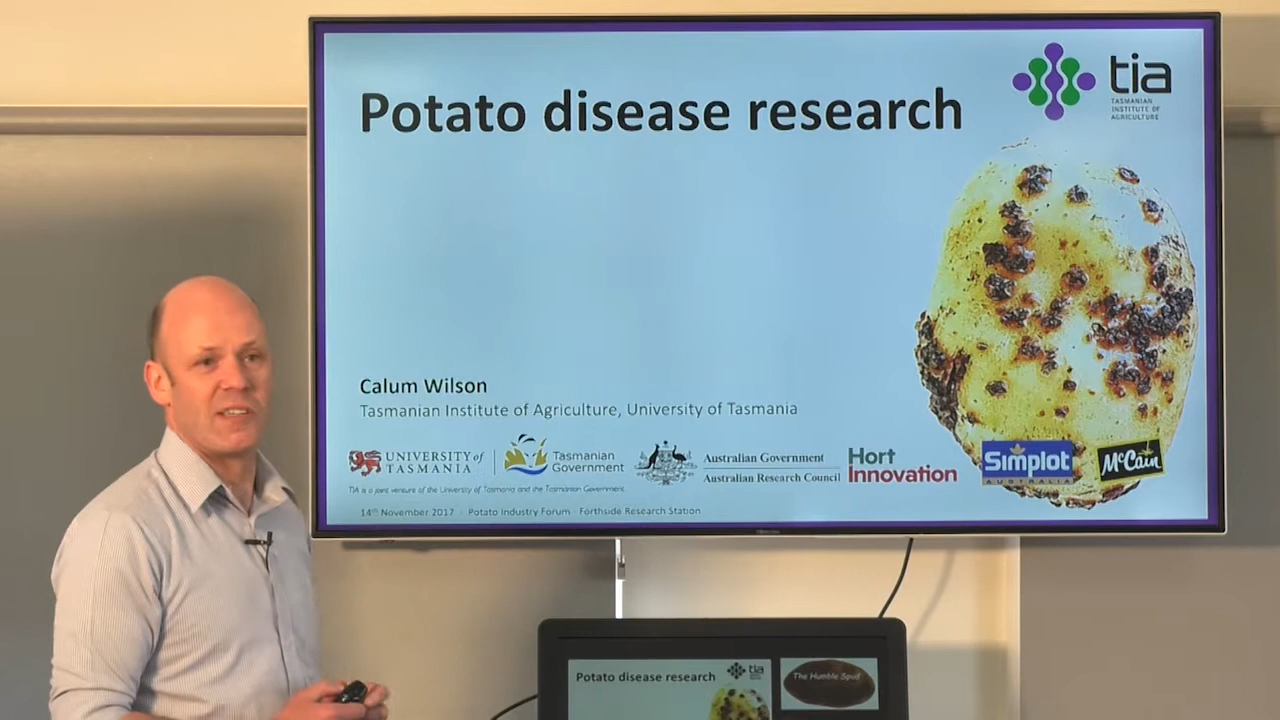 Potato disease research
tia
TASMANIAN
INSTITUTE OF
AGRICULTURE
Calum Wilson
Tasmanian Institute of Agriculture, University of Tasmania
UNIVERSITY of
TASMANIA
Tasmanian
Government
Australian Government
Australian Research Council
Hort
Innovation
Simplot
AUSTRALIA
McCain
TIA is a joint venture of the University of Tasmania and the Tasmanian Government.
14th November 2017 - Potato Industry Forum - Forthside Research Station
Potato disease research
tia
The Humble Spud